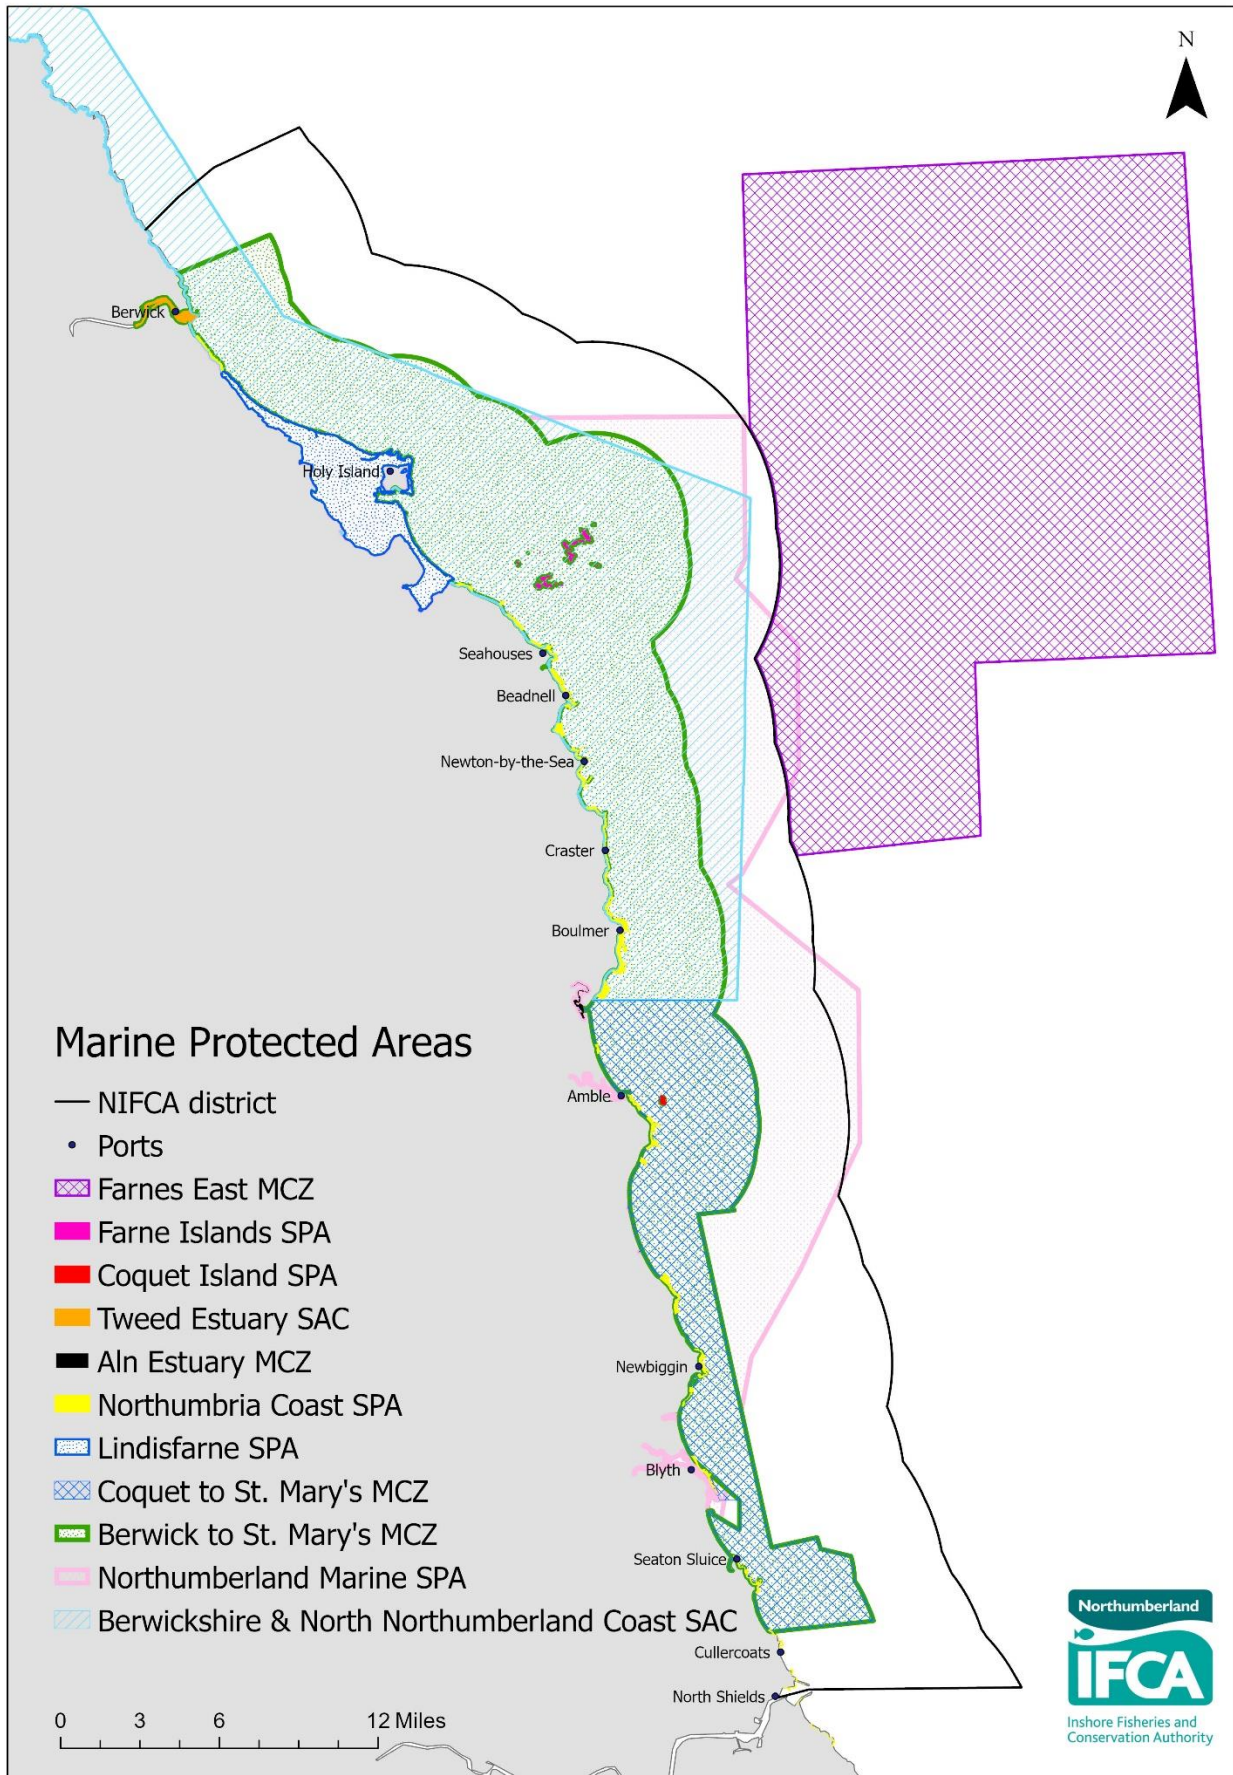 N
Berwick
Holy Island
Seahouses
Beadnell
Newton-by-the-Sea
Craster
Boulmer
Amble
Newbiggin
Blyth
Seaton Sluice
Cullercoats
North Shields
Marine Protected Areas
NIFCA district
Ports
Farnes East MCZ
Farne Islands SPA
Coquet Island SPA
Tweed Estuary SAC
Aln Estuary MCZ
Northumbria Coast SPA
Lindisfarne SPA
Coquet to St. Mary's MCZ
Berwick to St. Mary's MCZ
Northumberland Marine SPA
Berwickshire & North Northumberland Coast SAC
0 3 6 12 Miles
Northumberland
IFCA
Inshore Fisheries and
Conservation Authority